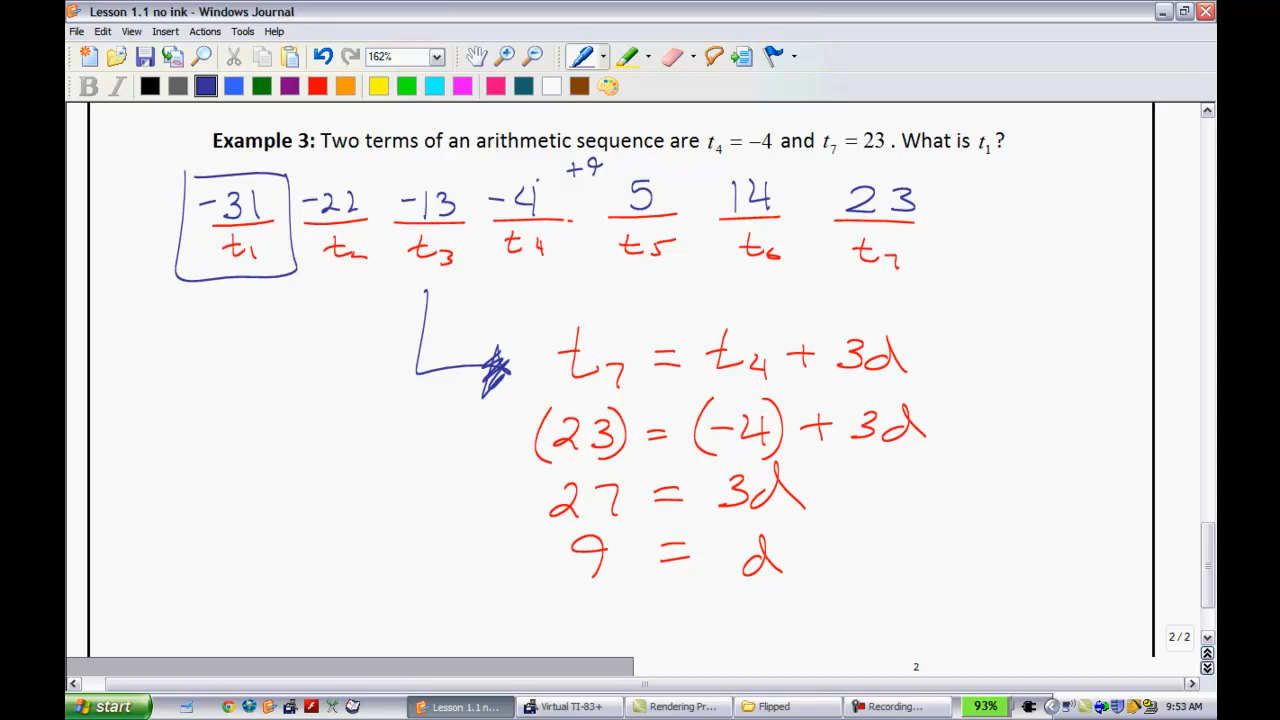 Lesson 1.1 no ink - Windows Journal
File Edit View Insert Actions Tools Help
162%
B I
Example 3: Two terms of an arithmetic sequence are t₄ = −4 and t₇ = 23 . What is t₁?
+9
-31 -22 -13 -4 5 14 23
t₁ t₂ t₃ t₄ t₅ t₆ t₇
t₇ = t₄ + 3d
(23) = (-4) + 3d
27 = 3d
9 = d
2 / 2
2
start Lesson 1.1 n... Virtual TI-83+ Rendering Pr... Flipped Recording... 93% 9:53 AM